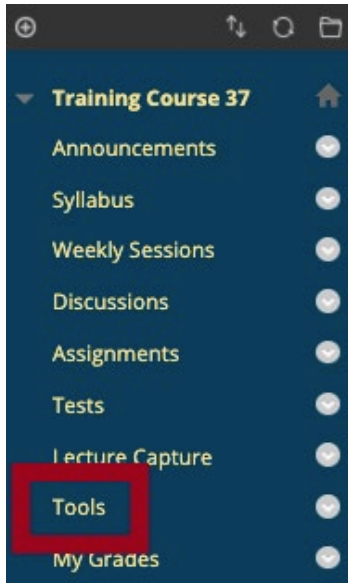 Training Course 37
Announcements
Syllabus
Weekly Sessions
Discussions
Assignments
Tests
Lecture Capture
Tools
My Grades